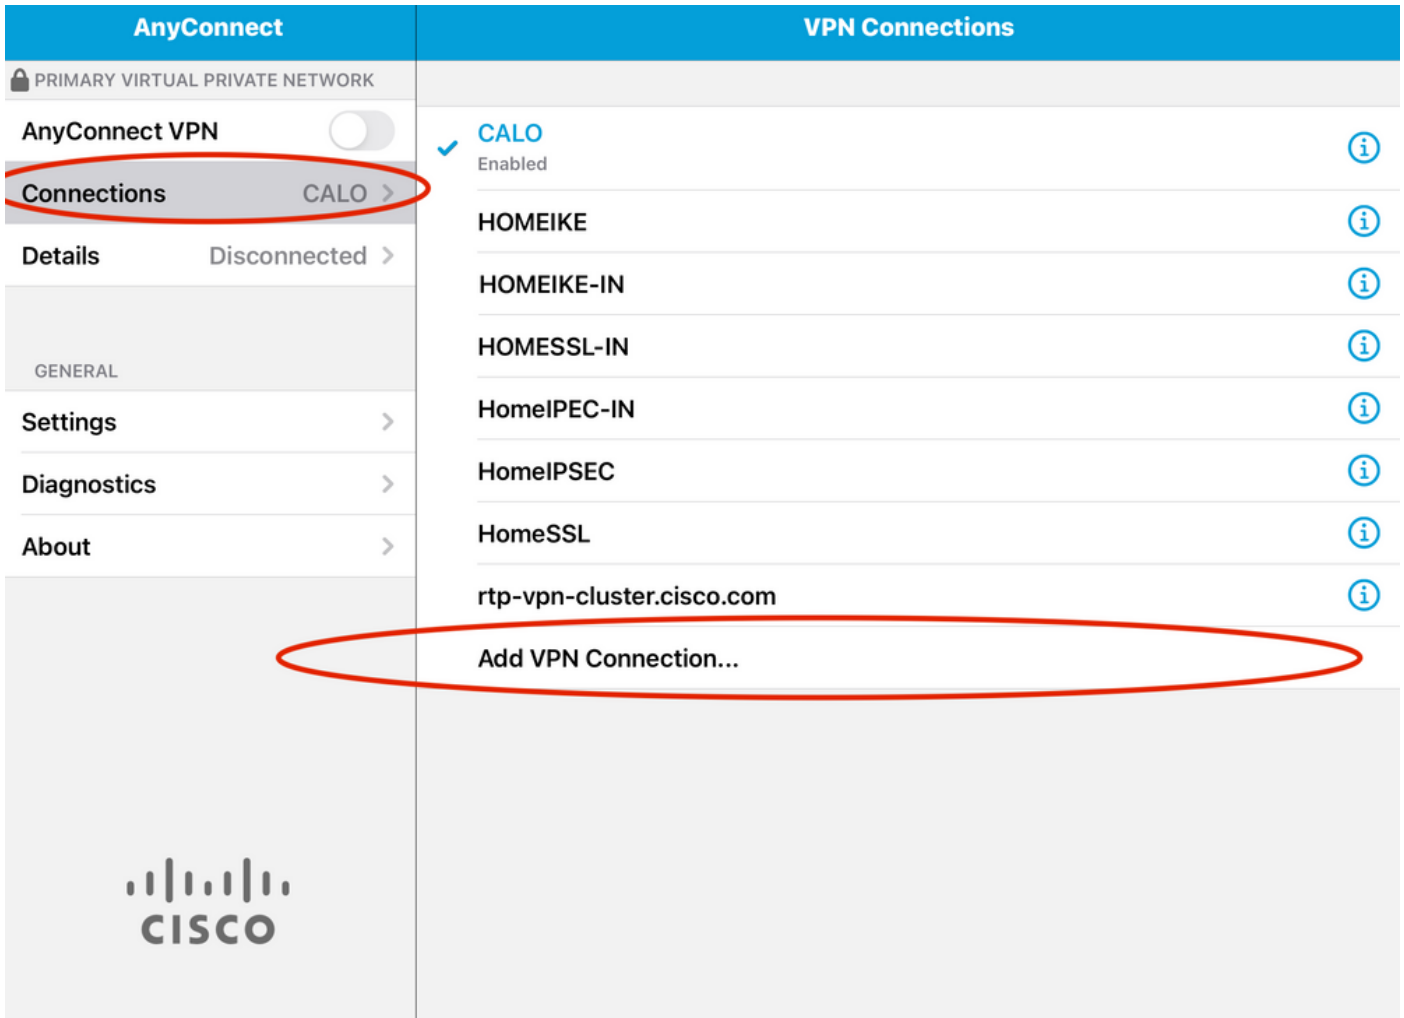 AnyConnect
PRIMARY VIRTUAL PRIVATE NETWORK
AnyConnect VPN
Connections CALO
Details Disconnected
GENERAL
Settings
Diagnostics
About
CISCO
VPN Connections
CALO
Enabled
HOMEIKE
HOMEIKE-IN
HOMESSL-IN
HomeIPEC-IN
HomeIPSEC
HomeSSL
rtp-vpn-cluster.cisco.com
Add VPN Connection...